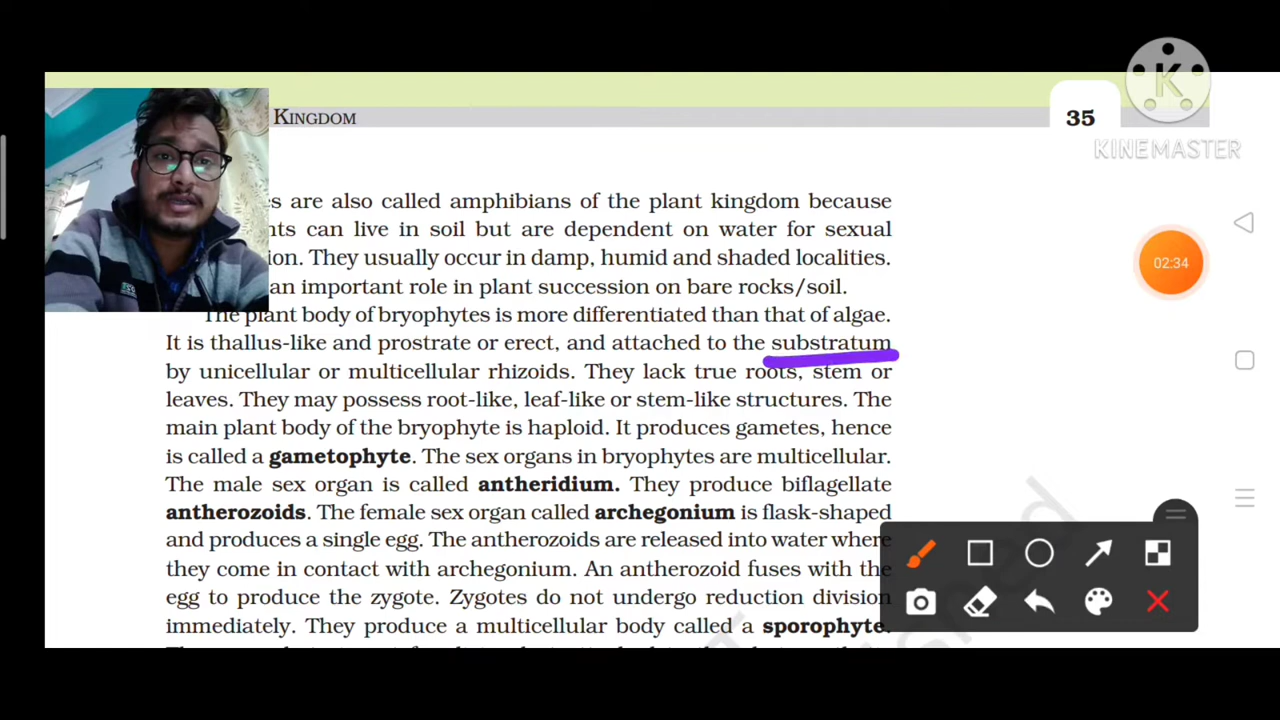 KINGDOM
35
K
KINEMASTER
are also called amphibians of the plant kingdom because
can live in soil but are dependent on water for sexual
They usually occur in damp, humid and shaded localities.
02:34
an important role in plant succession on bare rocks/soil.
The plant body of bryophytes is more differentiated than that of algae.
It is thallus-like and prostrate or erect, and attached to the substratum
by unicellular or multicellular rhizoids. They lack true roots, stem or
leaves. They may possess root-like, leaf-like or stem-like structures. The
main plant body of the bryophyte is haploid. It produces gametes, hence
is called a gametophyte. The sex organs in bryophytes are multicellular.
The male sex organ is called antheridium. They produce biflagellate
antherozoids. The female sex organ called archegonium is flask-shaped
and produces a single egg. The antherozoids are released into water where
they come in contact with archegonium. An antherozoid fuses with the
egg to produce the zygote. Zygotes do not undergo reduction division
immediately. They produce a multicellular body called a sporophyte.